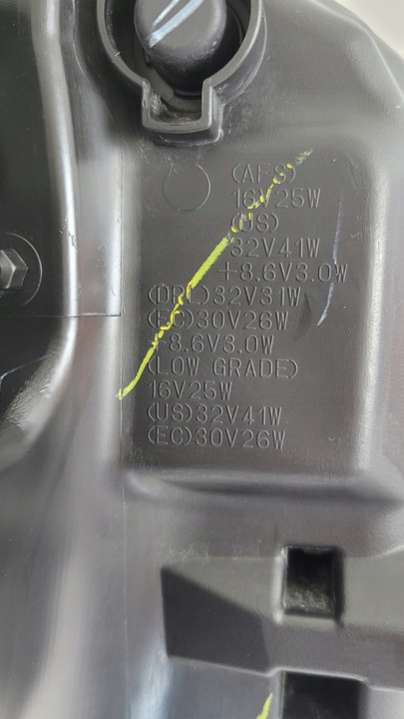 (AFS)
16V25W
(US)
32V41W
+8.6V3.0W
(DRL)32V31W
(EC)30V26W
+8.6V3.0W
(LOW GRADE)
16V25W
(US)32V41W
(EC)30V26W